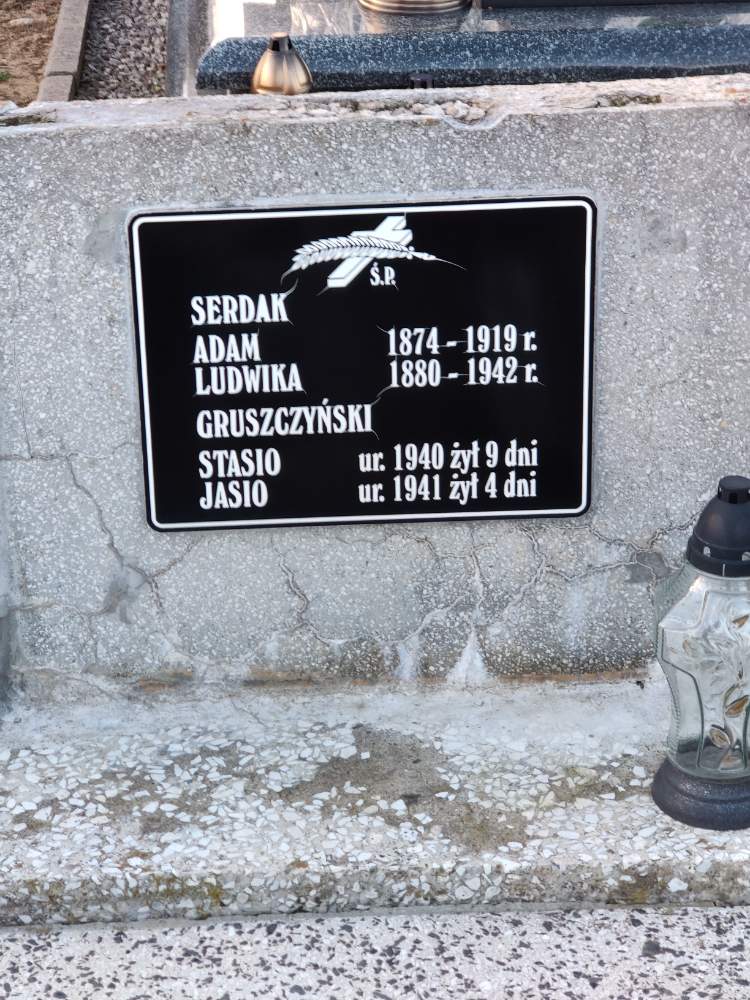 Ś.P.
SERDAK
ADAM 1874 - 1919 r.
LUDWIKA 1880 - 1942 r.
GRUSZCZYŃSKI
STASIO ur. 1940 żył 9 dni
JASIO ur. 1941 żył 4 dni